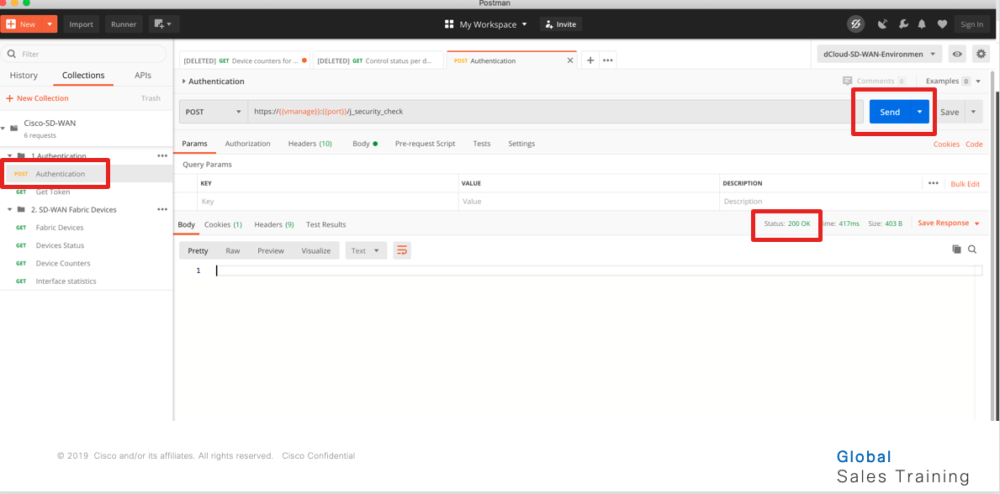 Postman
New Import Runner My Workspace Invite Sign In
Filter
[DELETED] GET Device counters for ... [DELETED] GET Control status per d... POST Authentication dCloud-SD-WAN-Environmen
History Collections APIs
Authentication Comments 0 Examples 0
New Collection Trash
POST https://{{vmanage}}:{{port}}/j_security_check Send Save
Cisco-SD-WAN
6 requests
Params Authorization Headers (10) Body Pre-request Script Tests Settings Cookies Code
1 Authentication
Query Params
POST Authentication
KEY VALUE DESCRIPTION Bulk Edit
GET Get Token
Key Value Description
2. SD-WAN Fabric Devices
Body Cookies (1) Headers (9) Test Results Status: 200 OK ime: 417ms Size: 403 B Save Response
GET Fabric Devices
GET Devices Status
Pretty Raw Preview Visualize Text
GET Device Counters
1
GET Interface statistics
© 2019 Cisco and/or its affiliates. All rights reserved. Cisco Confidential
Global
Sales Training